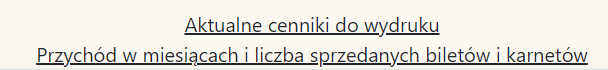 Aktualne cenniki do wydruku
Przychód w miesiącach i liczba sprzedanych biletów i karnetów